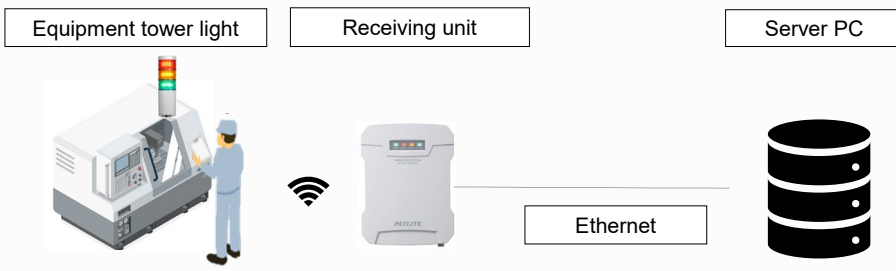 Equipment tower light
Receiving unit
Server PC
PATLITE
Ethernet